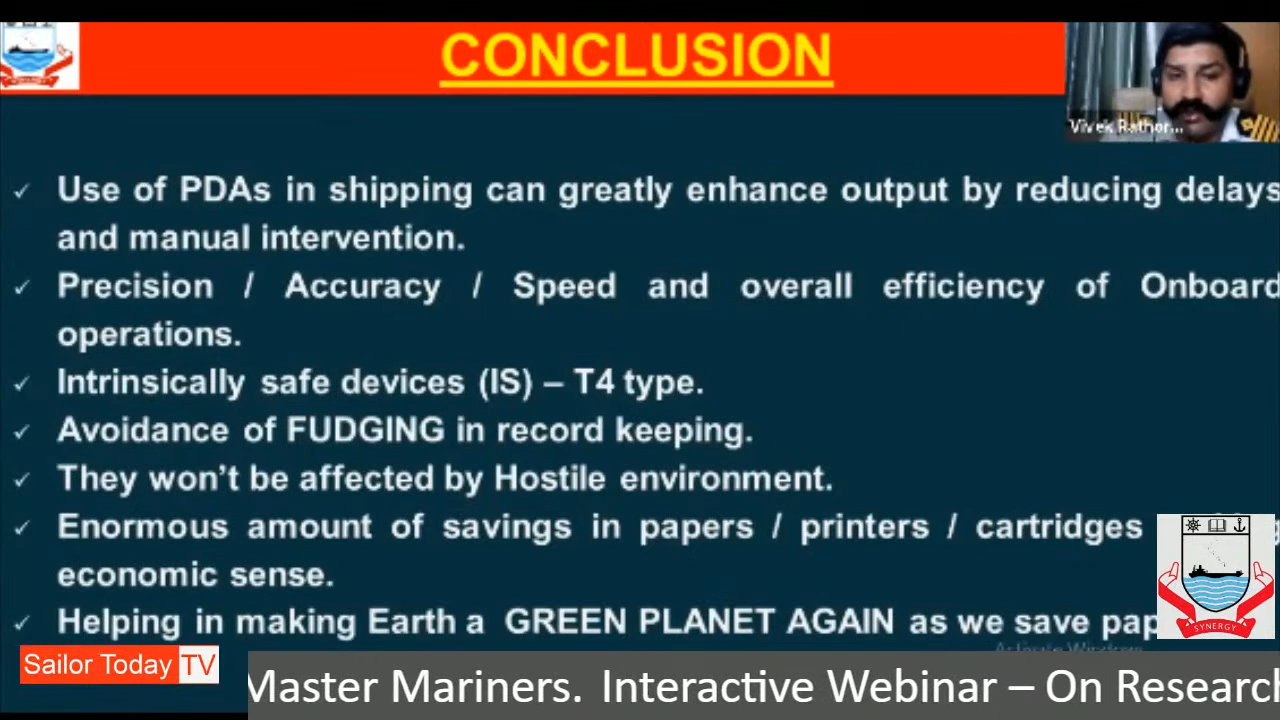 CONCLUSION
Vivek Rathor...
✓ Use of PDAs in shipping can greatly enhance output by reducing delays
and manual intervention.
✓ Precision / Accuracy / Speed and overall efficiency of Onboard
operations.
✓ Intrinsically safe devices (IS) – T4 type.
✓ Avoidance of FUDGING in record keeping.
✓ They won't be affected by Hostile environment.
✓ Enormous amount of savings in papers / printers / cartridges
economic sense.
✓ Helping in making Earth a GREEN PLANET AGAIN as we save pap
SYNERGY
Activate Windows
Sailor Today TV
Master Mariners. Interactive Webinar – On Research